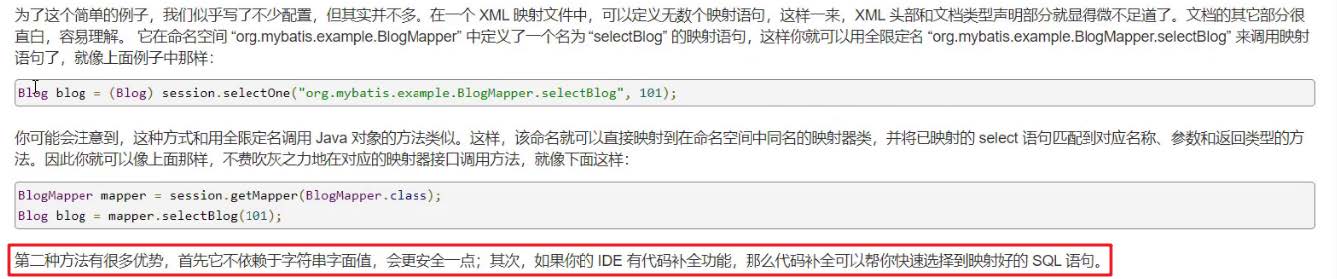 为了这个简单的例子，我们似乎写了不少配置，但其实并不多。在一个 XML 映射文件中，可以定义无数个映射语句，这样一来，XML 头部和文档类型声明部分就显得微不足道了。文档的其它部分很
直白，容易理解。 它在命名空间 “org.mybatis.example.BlogMapper” 中定义了一个名为 “selectBlog” 的映射语句，这样你就可以用全限定名 “org.mybatis.example.BlogMapper.selectBlog” 来调用映射
语句了，就像上面例子中那样：
Blog blog = (Blog) session.selectOne("org.mybatis.example.BlogMapper.selectBlog", 101);
你可能会注意到，这种方式和用全限定名调用 Java 对象的方法类似。这样，该命名就可以直接映射到在命名空间中同名的映射器类，并将已映射的 select 语句匹配到对应名称、参数和返回类型的方
法。因此你就可以像上面那样，不费吹灰之力地在对应的映射器接口调用方法，就像下面这样：
BlogMapper mapper = session.getMapper(BlogMapper.class);
Blog blog = mapper.selectBlog(101);
第二种方法有很多优势，首先它不依赖于字符串字面值，会更安全一点；其次，如果你的 IDE 有代码补全功能，那么代码补全可以帮你快速选择到映射好的 SQL 语句。